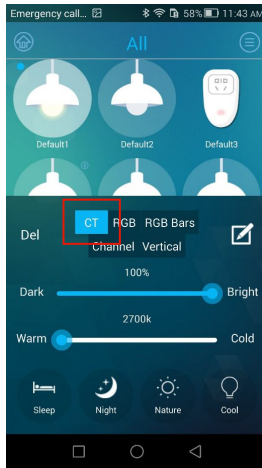 Emergency call... 58% 11:43 AM
All
Default1 Default2 Default3
Del CT RGB RGB Bars
Channel Vertical
100%
Dark Bright
2700k
Warm Cold
Sleep Night Nature Cool